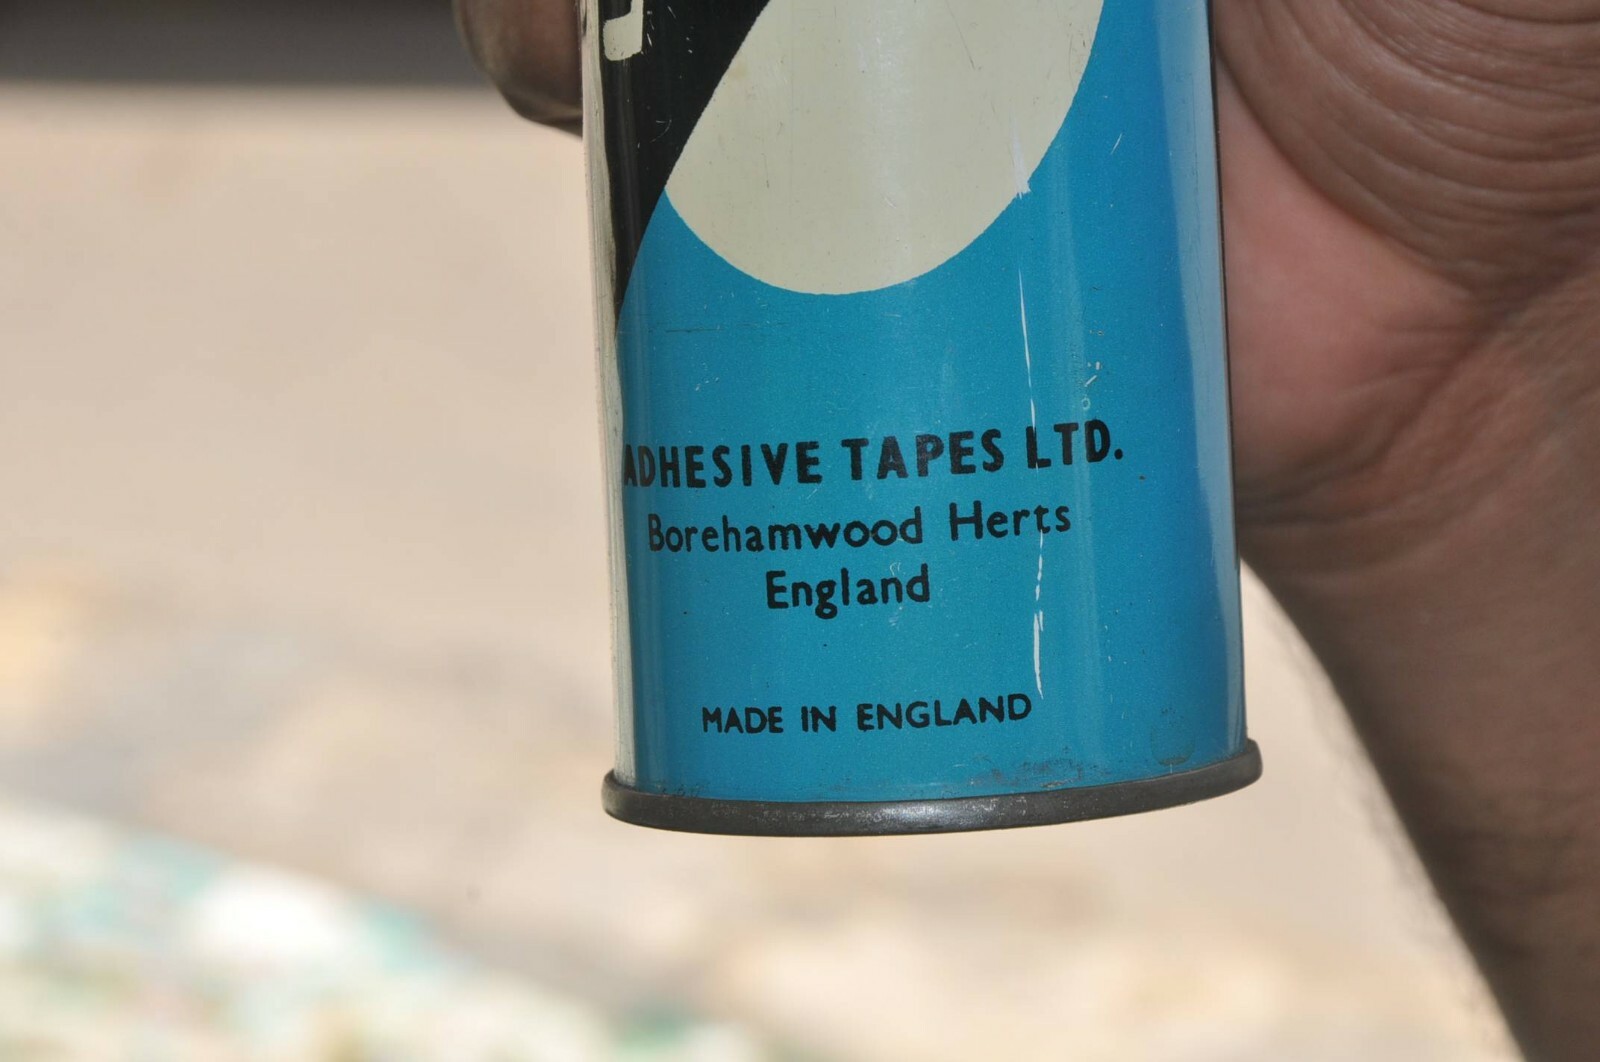 ADHESIVE TAPES LTD.
Borehamwood Herts
England
MADE IN ENGLAND